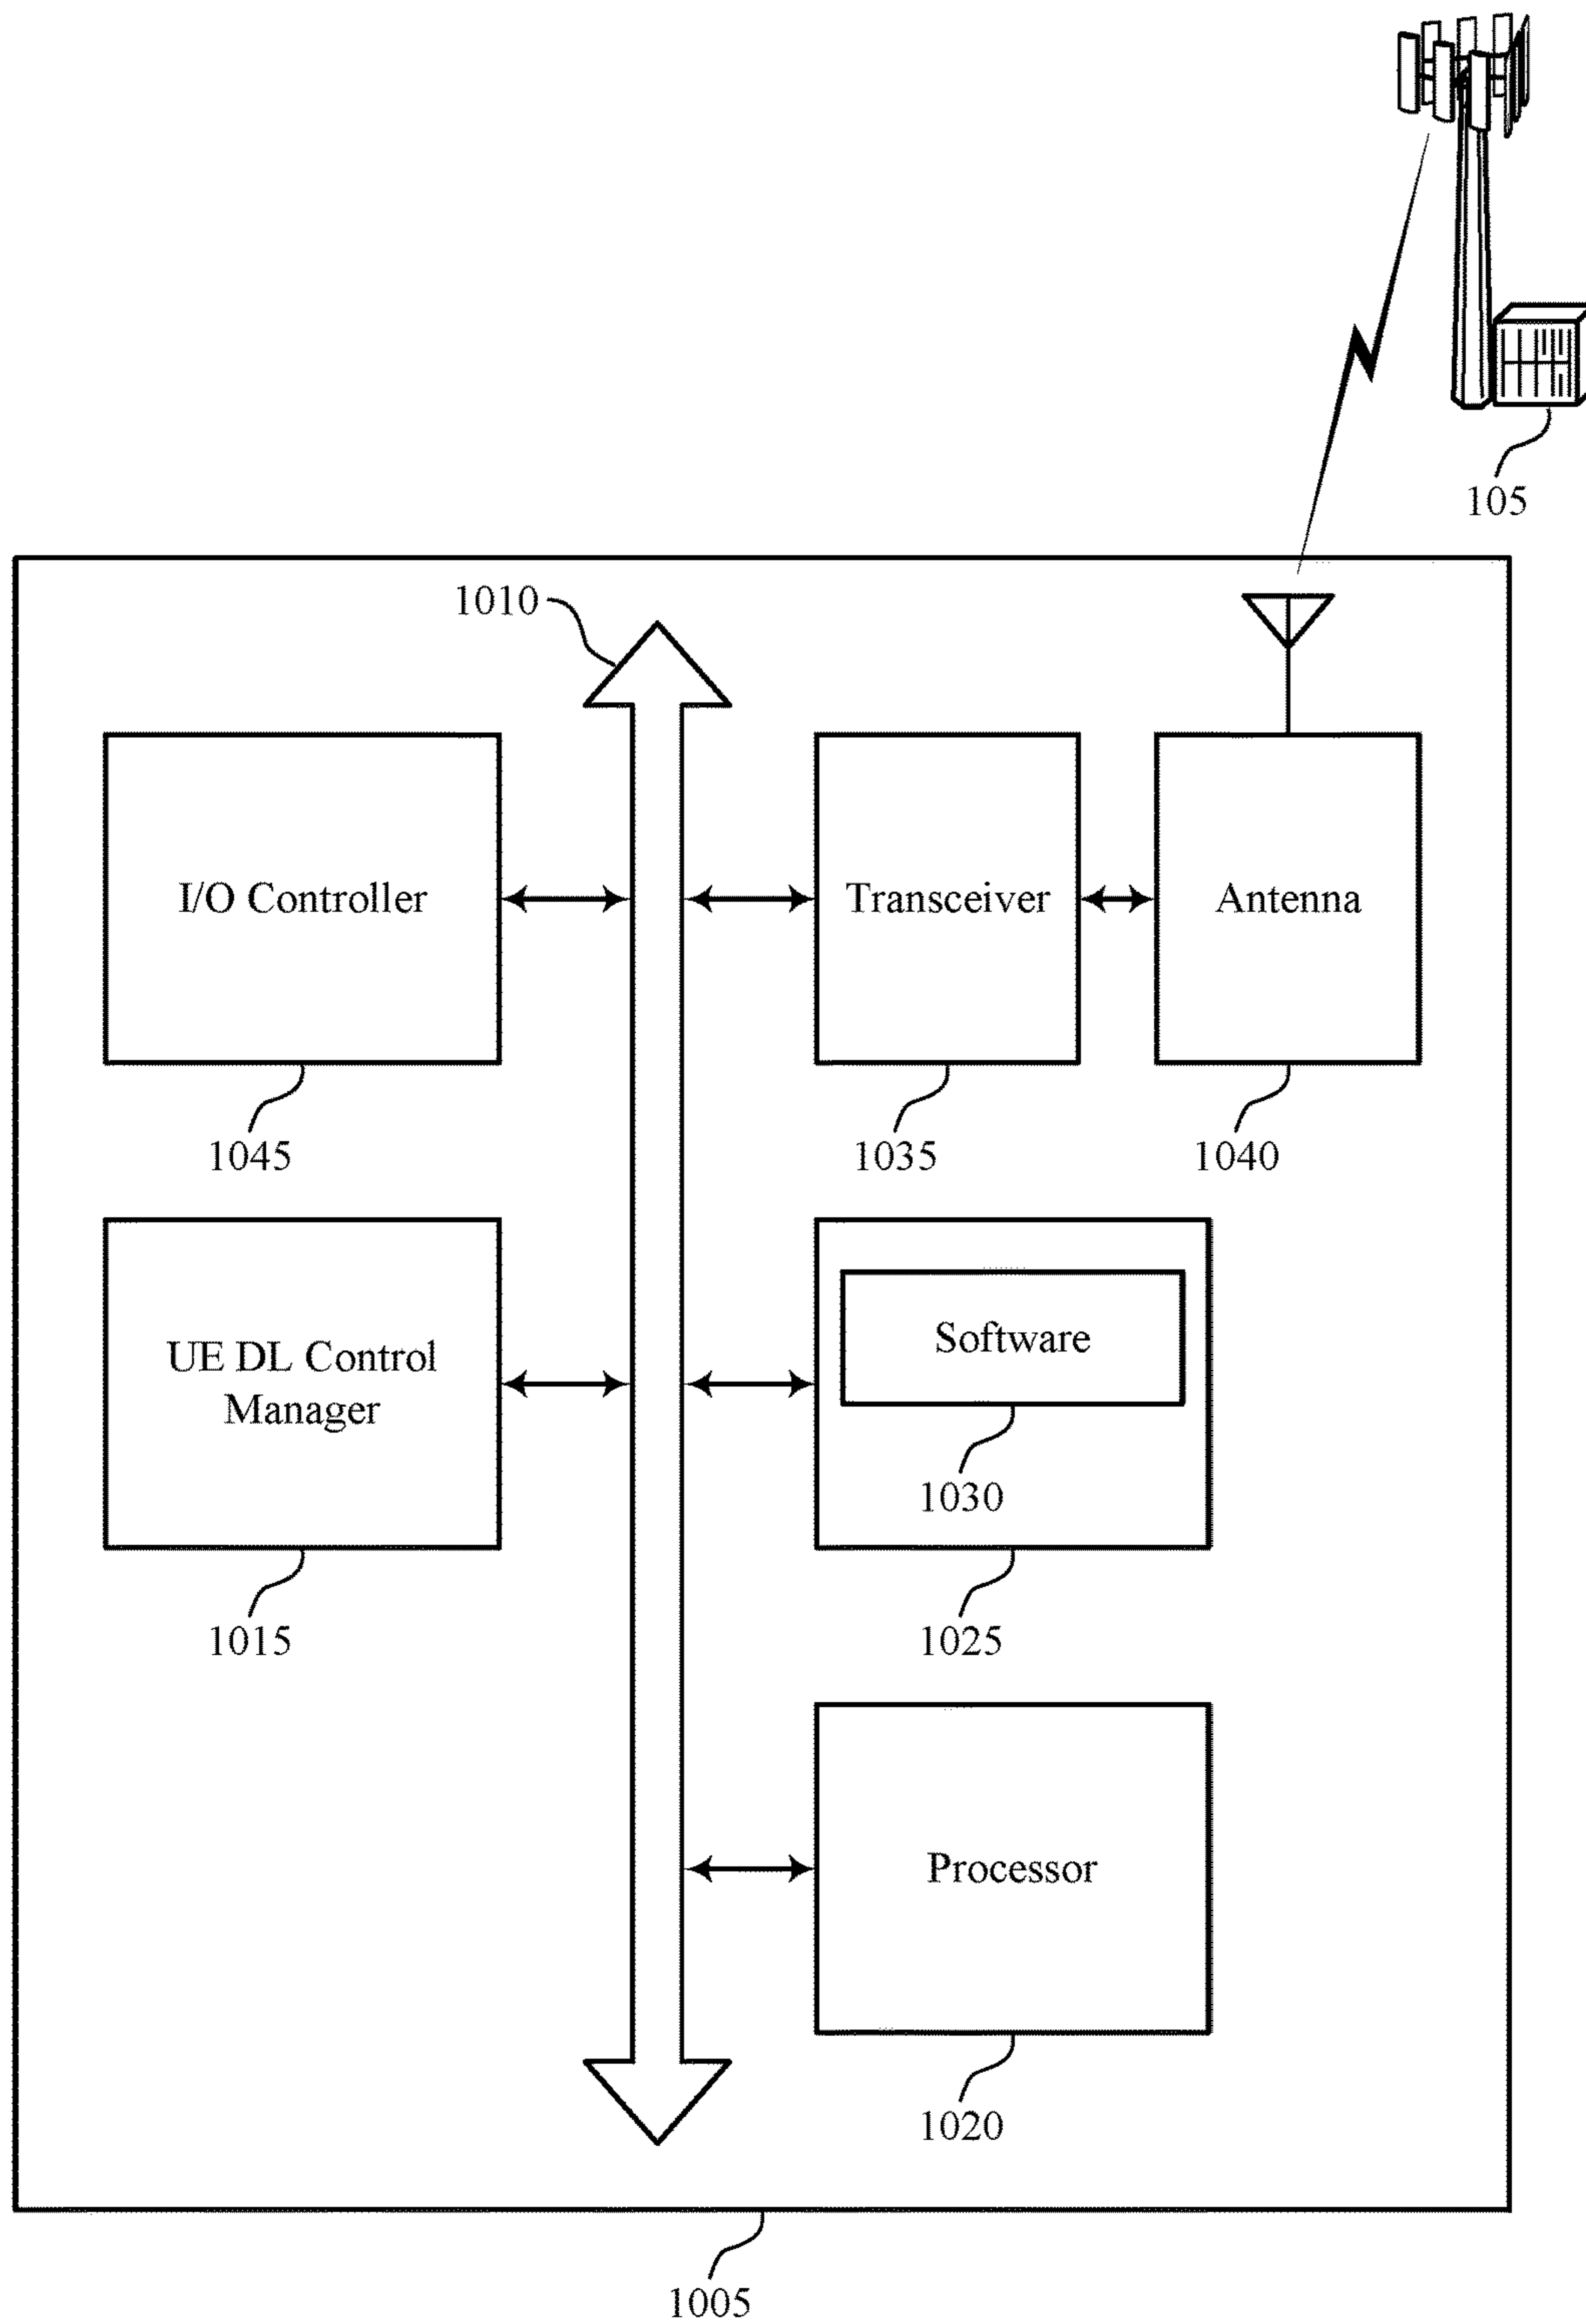 105
1010
I/O Controller
Transceiver
Antenna
1045
1035
1040
UE DL Control
Manager
Software
1030
1015
1025
Processor
1020
1005